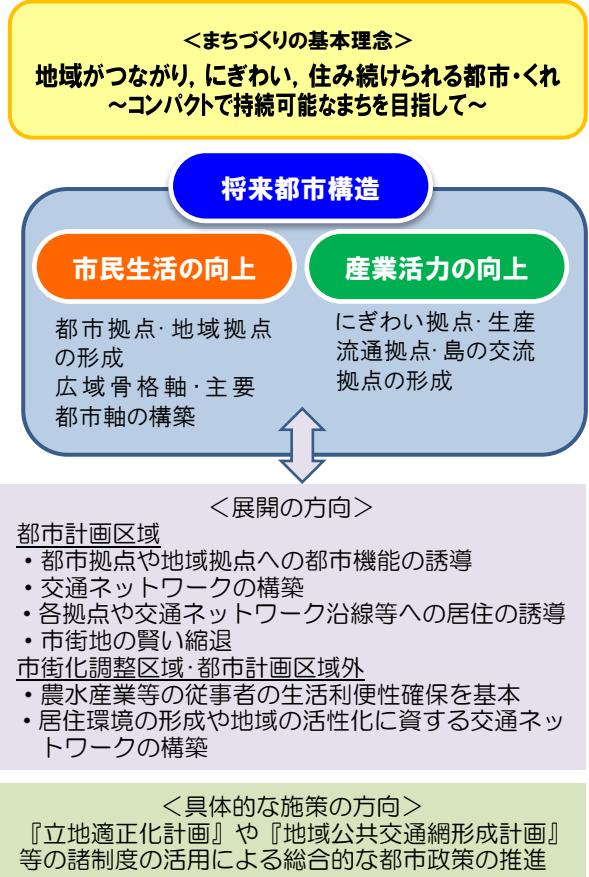 ＜まちづくりの基本理念＞
地域がつながり，にぎわい，住み続けられる都市・くれ
～コンパクトで持続可能なまちを目指して～
将来都市構造
市民生活の向上
都市拠点・地域拠点
の形成
広域骨格軸・主要
都市軸の構築
産業活力の向上
にぎわい拠点・生産
流通拠点・島の交流
拠点の形成
＜展開の方向＞
都市計画区域
・都市拠点や地域拠点への都市機能の誘導
・交通ネットワークの構築
・各拠点や交通ネットワーク沿線等への居住の誘導
・市街地の賢い縮退
市街化調整区域・都市計画区域外
・農水産業等の従事者の生活利便性確保を基本
・居住環境の形成や地域の活性化に資する交通ネッ
トワークの構築
＜具体的な施策の方向＞
『立地適正化計画』や『地域公共交通網形成計画』
等の諸制度の活用による総合的な都市政策の推進